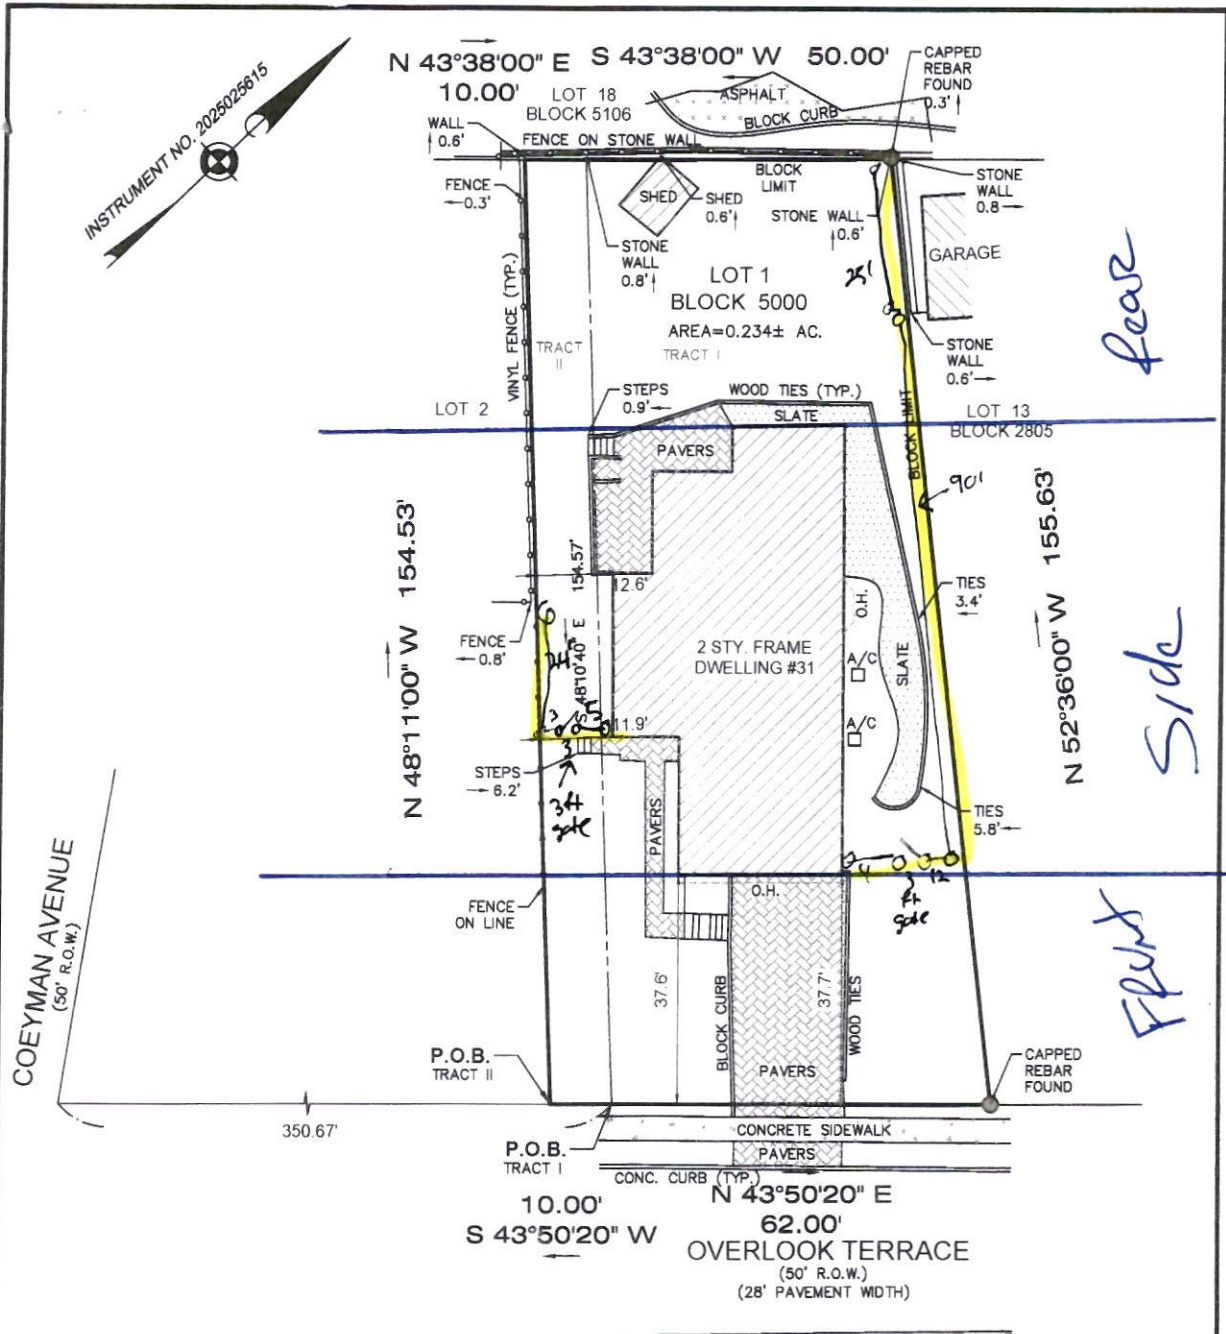 N 43°38'00" E
10.00'
S 43°38'00" W 50.00'
CAPPED
REBAR
FOUND
0.3'
INSTRUMENT NO. 2025025615
LOT 18
BLOCK 5106
ASPHALT
BLOCK CURB
WALL
0.6'
FENCE ON STONE WALL
BLOCK
LIMIT
FENCE
0.3'
SHED
SHED
0.6'
STONE WALL
0.6'
STONE
WALL
0.8
GARAGE
STONE
WALL
0.8'
LOT 1
BLOCK 5000
AREA=0.234± AC.
25'
Rear
VINYL FENCE (TYP.)
TRACT
II
TRACT I
STONE
WALL
0.6'
STEPS
0.9'
WOOD TIES (TYP.)
SLATE
LOT 2
BLOCK LIMIT
LOT 13
BLOCK 2805
PAVERS
90'
N 48°11'00" W 154.53'
154.57'
S 48°10'40" E
12.6'
N 52°36'00" W 155.63'
TIES
3.4'
O.H.
FENCE
0.8'
24'
2 STY. FRAME
DWELLING #31
A/C
SLATE
Side
A/C
3
5
11.9'
STEPS
6.2'
3
3ft
gate
PAVERS
TIES
5.8'
4
3
12
ft
gate
O.H.
FENCE
ON LINE
Front
COEYMAN AVENUE
(50' R.O.W.)
37.6'
BLOCK CURB
37.7'
WOOD TIES
PAVERS
P.O.B.
TRACT II
CAPPED
REBAR
FOUND
350.67'
CONCRETE SIDEWALK
P.O.B.
TRACT I
PAVERS
CONC. CURB (TYP.)
10.00'
S 43°50'20" W
N 43°50'20" E
62.00'
OVERLOOK TERRACE
(50' R.O.W.)
(28' PAVEMENT WIDTH)